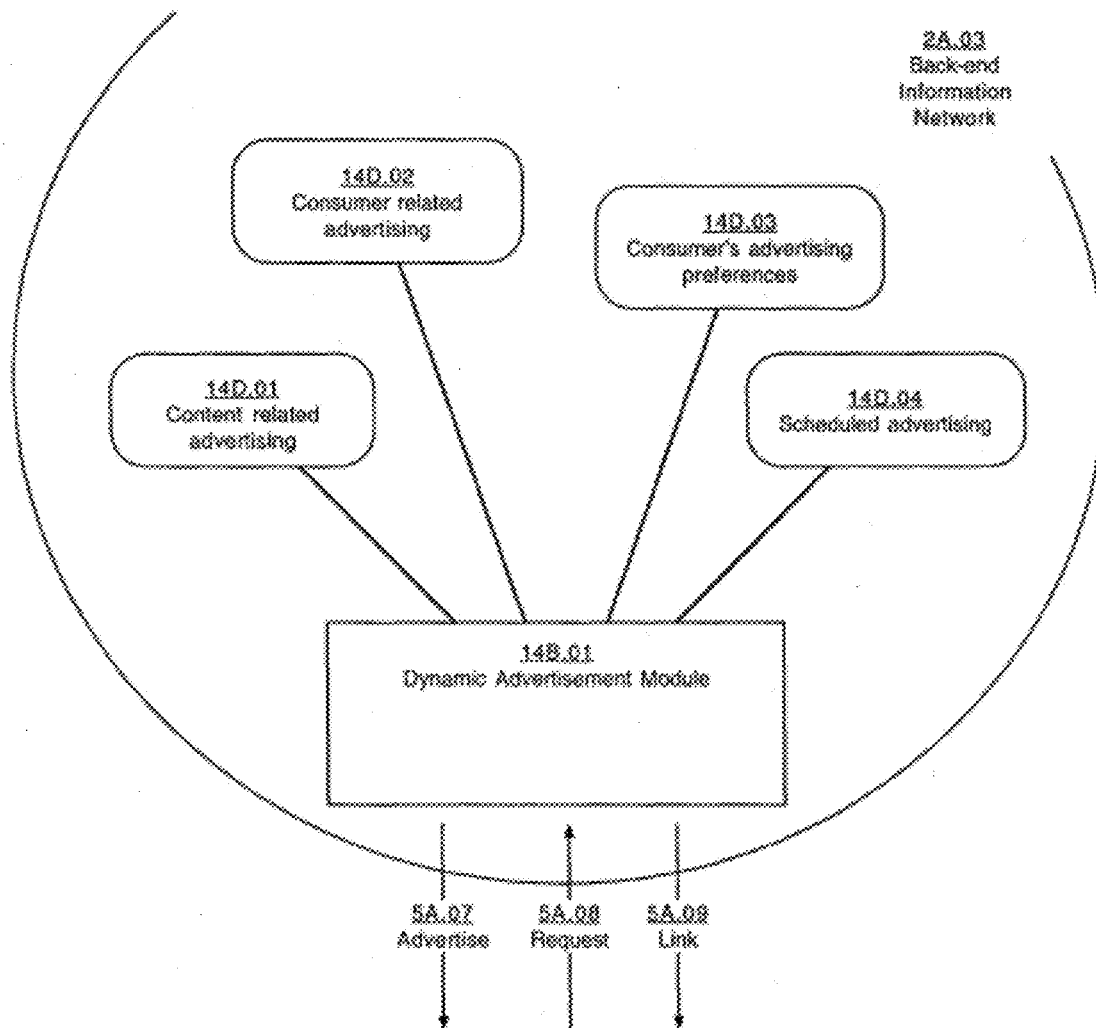 2A.03
Back-end
Information
Network
14D.02
Consumer related
advertising
14D.03
Consumer's advertising
preferences
14D.01
Content related
advertising
14D.04
Scheduled advertising
14B.01
Dynamic Advertisement Module
5A.07
Advertise
5A.08
Request
5A.09
Link